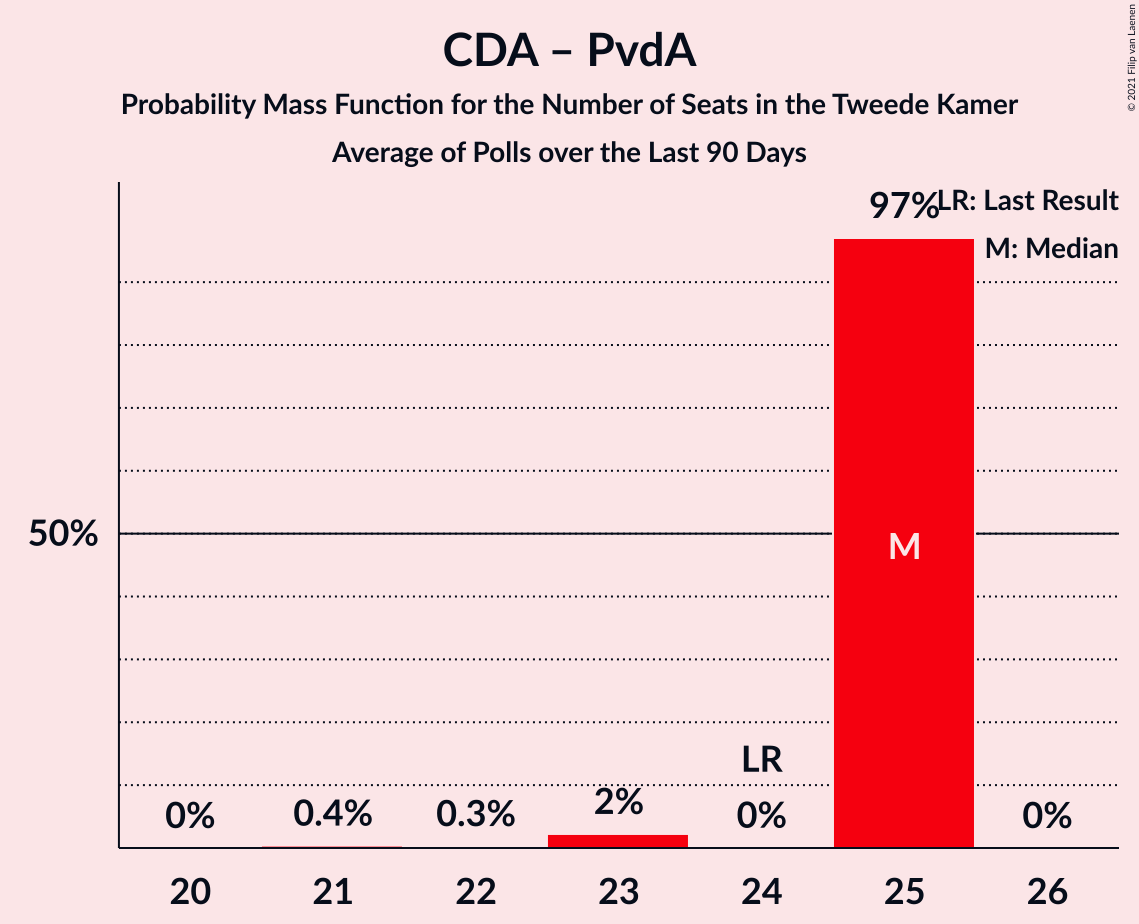 CDA – PvdA
Probability Mass Function for the Number of Seats in the Tweede Kamer
Average of Polls over the Last 90 Days
© 2021 Filip van Laenen
97%
LR: Last Result
M: Median
50%
M
LR
0%
0.4%
0.3%
2%
0%
0%
20
21
22
23
24
25
26